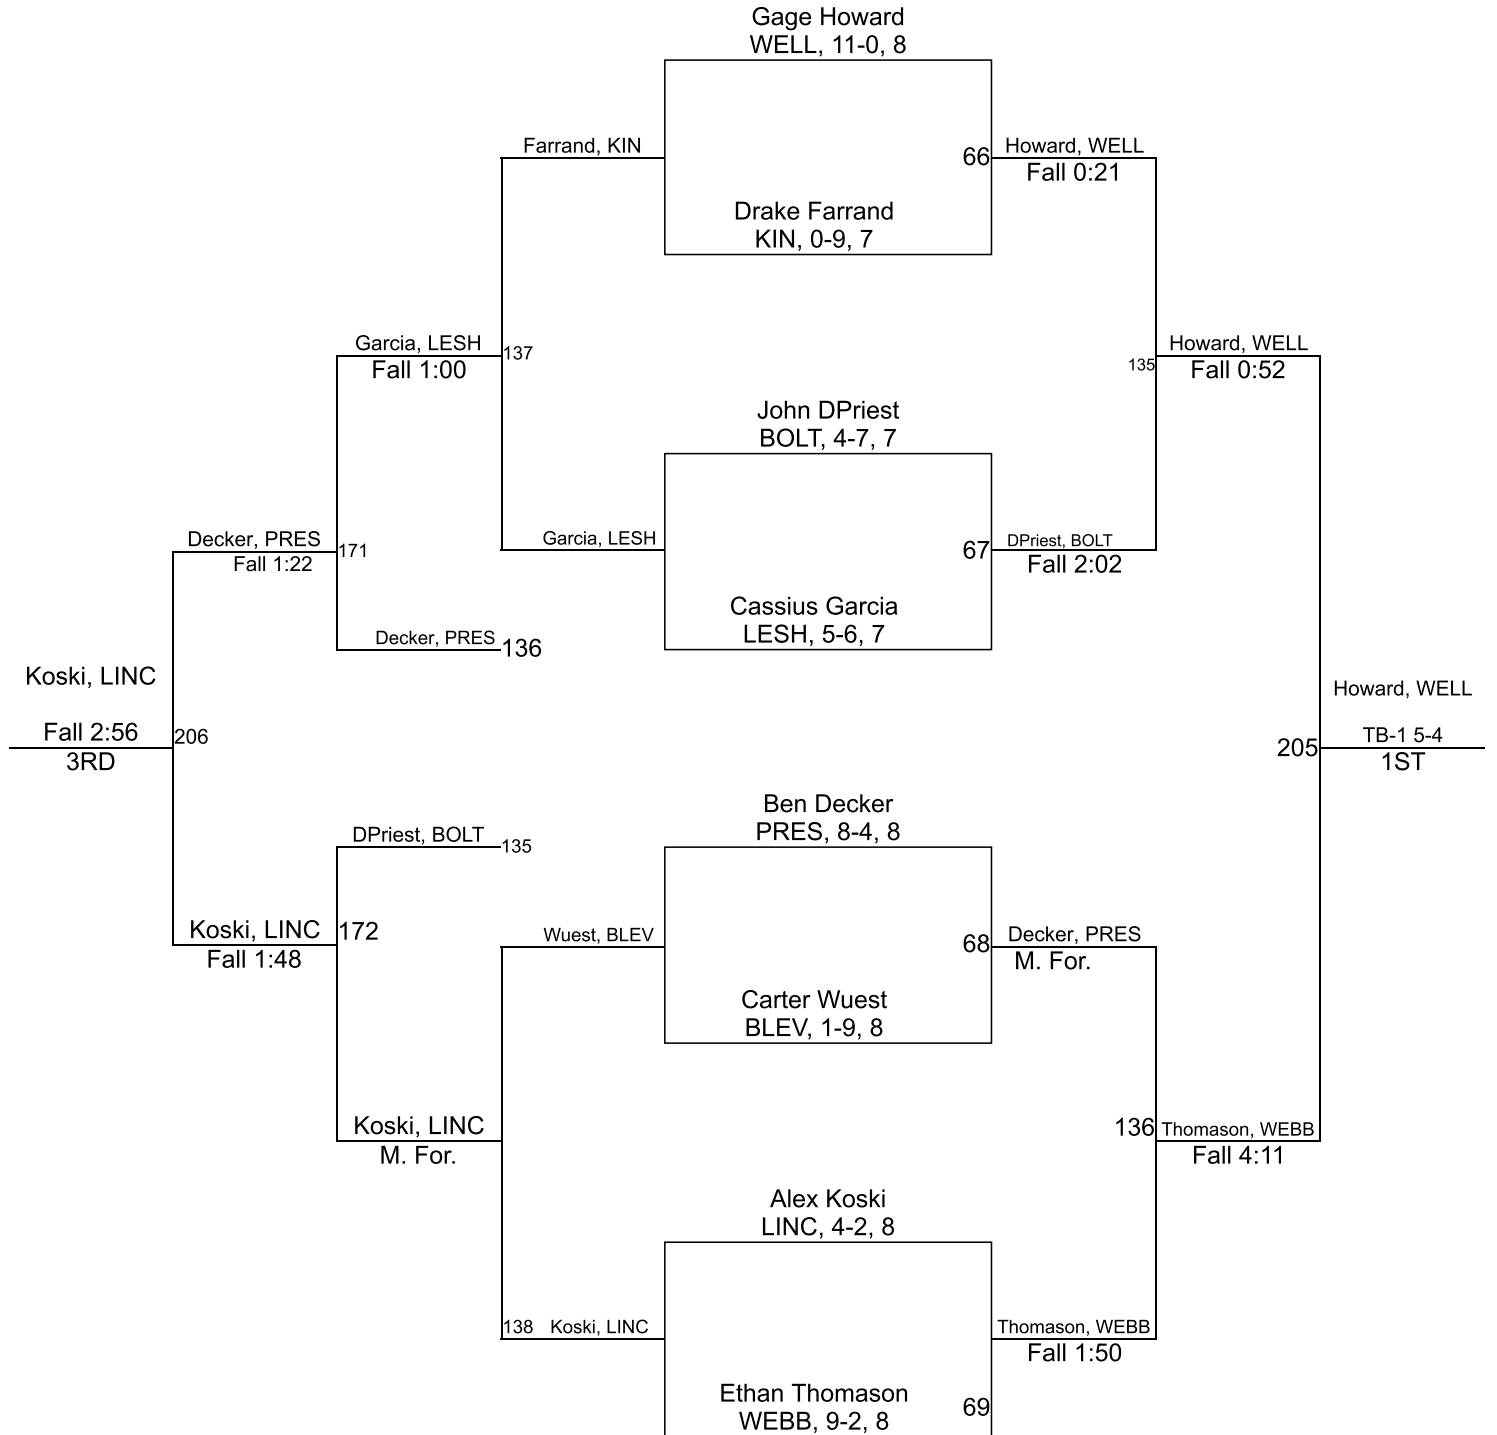 Gage Howard
WELL, 11-0, 8
Farrand, KIN
66
Howard, WELL
Fall 0:21
Drake Farrand
KIN, 0-9, 7
Garcia, LESH
137
Fall 1:00
Howard, WELL
135
Fall 0:52
John DPriest
BOLT, 4-7, 7
Decker, PRES
171
Fall 1:22
Garcia, LESH
67
DPriest, BOLT
Fall 2:02
Cassius Garcia
LESH, 5-6, 7
Decker, PRES
136
Koski, LINC
Fall 2:56
206
3RD
Howard, WELL
205
TB-1 5-4
1ST
Ben Decker
PRES, 8-4, 8
DPriest, BOLT
135
Koski, LINC
172
Fall 1:48
Wuest, BLEV
68
Decker, PRES
M. For.
Carter Wuest
BLEV, 1-9, 8
Koski, LINC
M. For.
136
Thomason, WEBB
Fall 4:11
Alex Koski
LINC, 4-2, 8
138
Koski, LINC
Thomason, WEBB
Fall 1:50
Ethan Thomason
WEBB, 9-2, 8
69